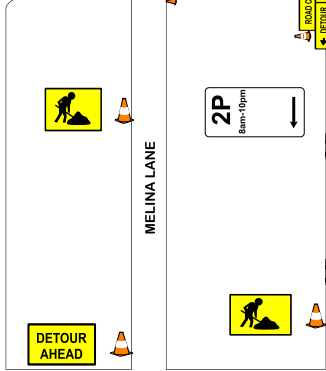 ROAD C
DETOUR
2P
8am-10pm
MELINA LANE
DETOUR
AHEAD